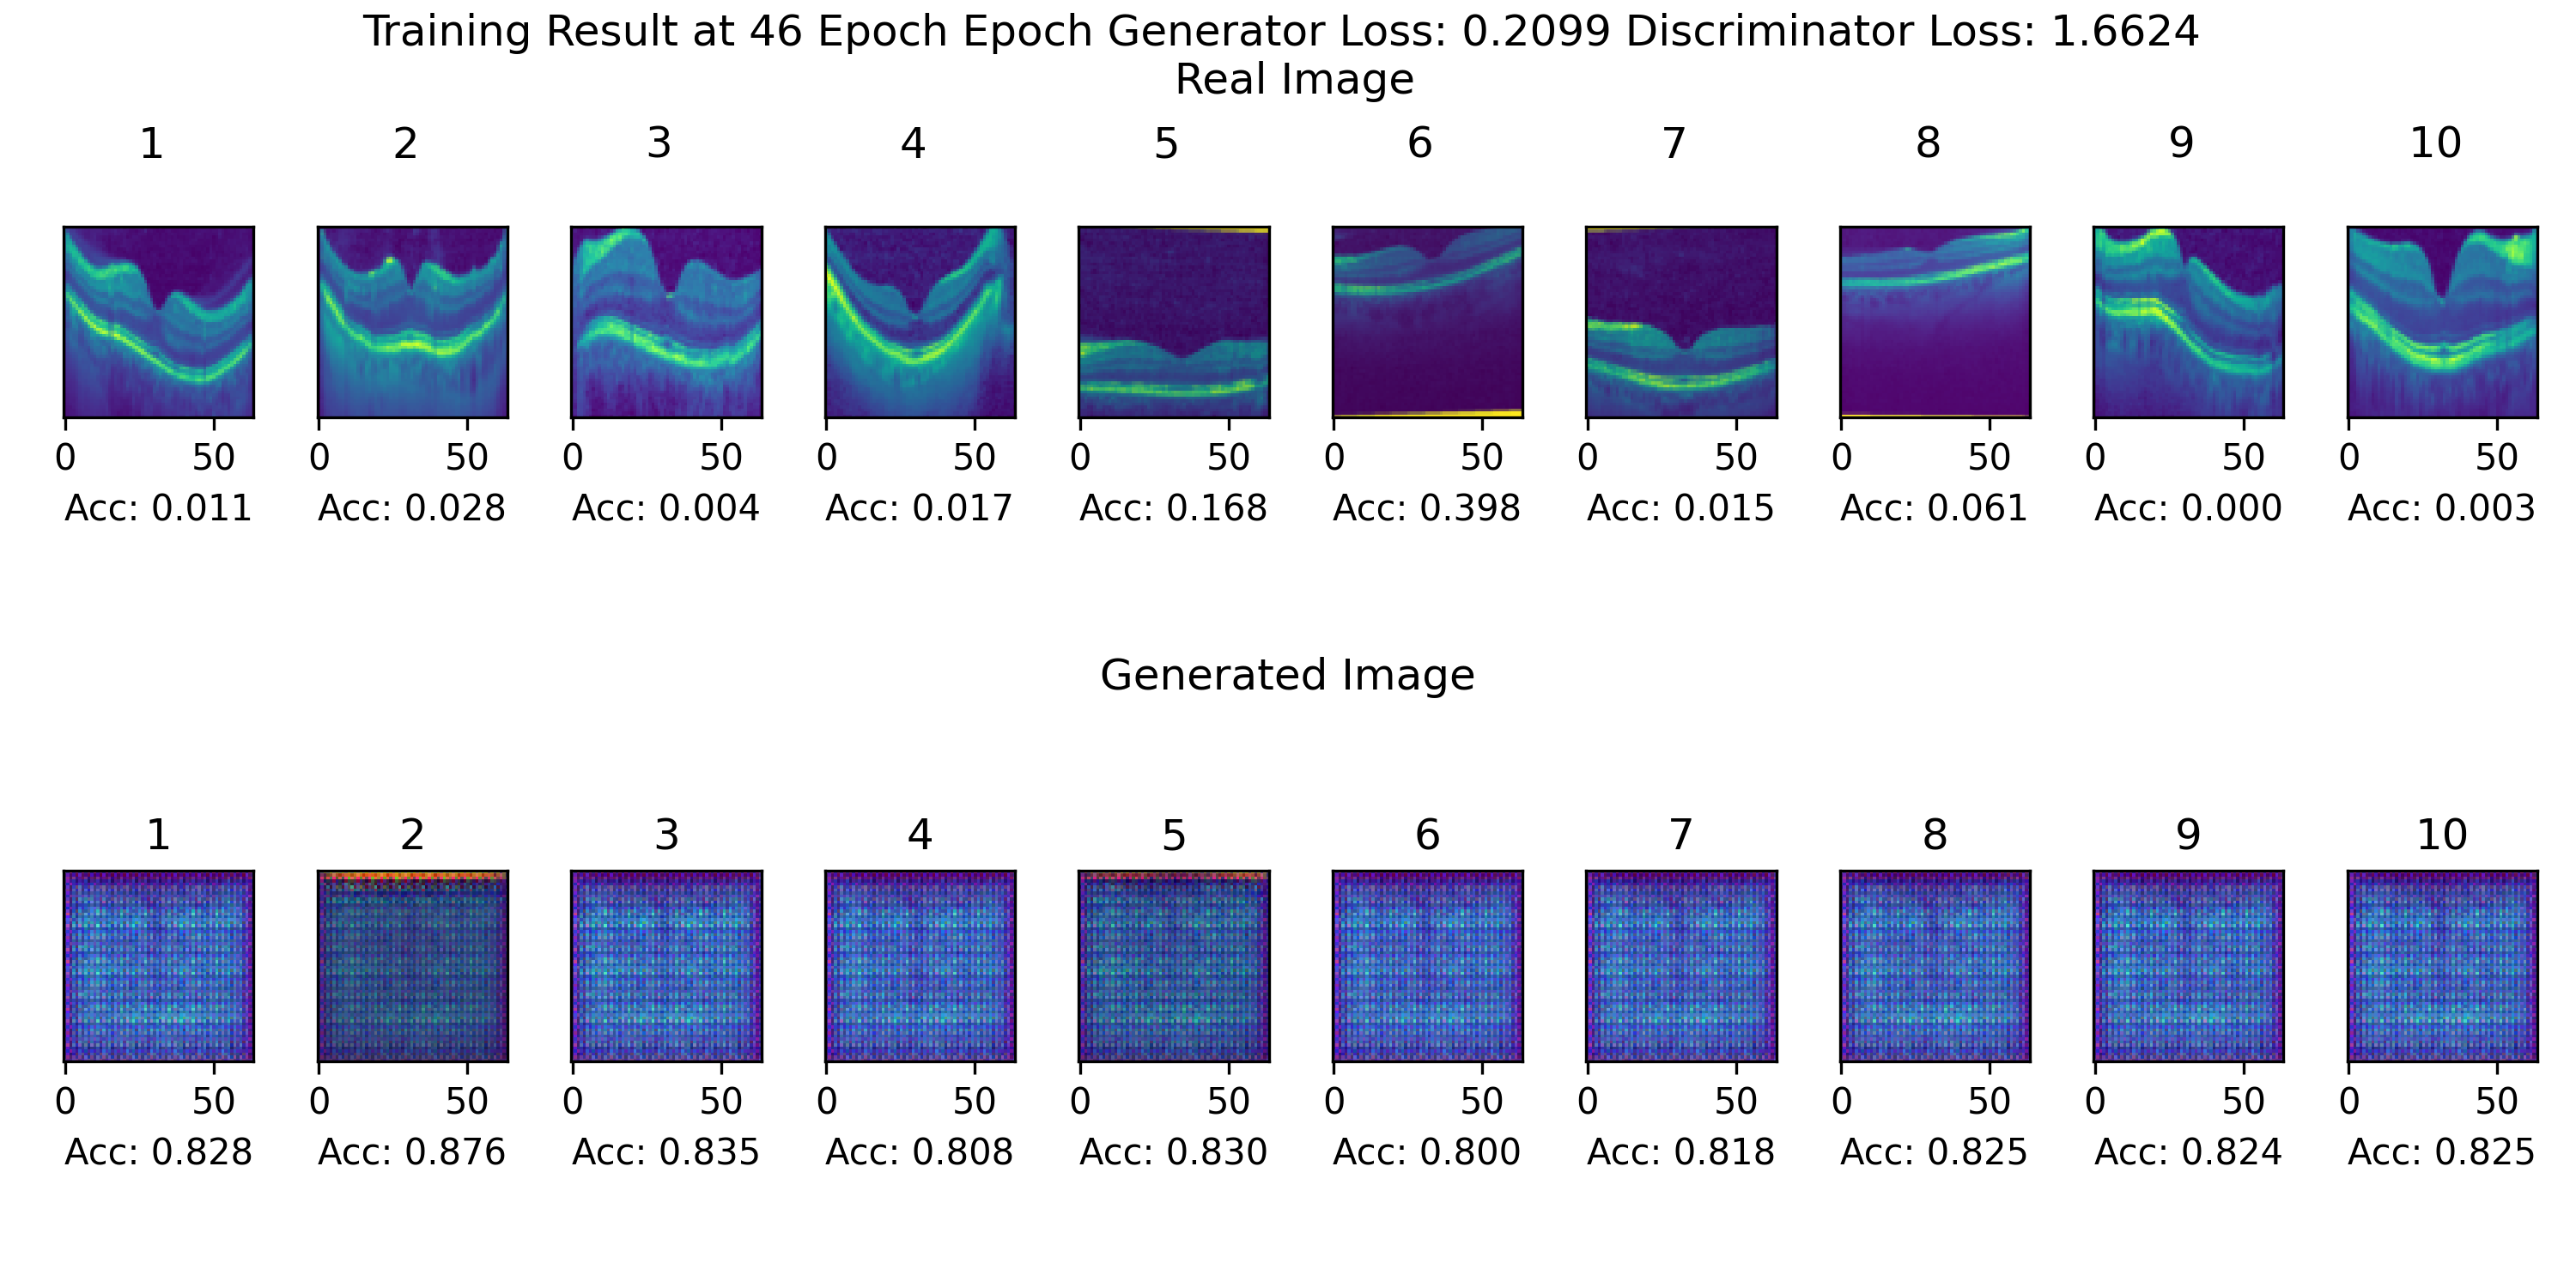 Training Result at 46 Epoch Epoch Generator Loss: 0.2099 Discriminator Loss: 1.6624
Real Image
1 2 3 4 5 6 7 8 9 10
0 50 0 50 0 50 0 50 0 50 0 50 0 50 0 50 0 50 0 50
Acc: 0.011 Acc: 0.028 Acc: 0.004 Acc: 0.017 Acc: 0.168 Acc: 0.398 Acc: 0.015 Acc: 0.061 Acc: 0.000 Acc: 0.003
Generated Image
1 2 3 4 5 6 7 8 9 10
0 50 0 50 0 50 0 50 0 50 0 50 0 50 0 50 0 50 0 50
Acc: 0.828 Acc: 0.876 Acc: 0.835 Acc: 0.808 Acc: 0.830 Acc: 0.800 Acc: 0.818 Acc: 0.825 Acc: 0.824 Acc: 0.825